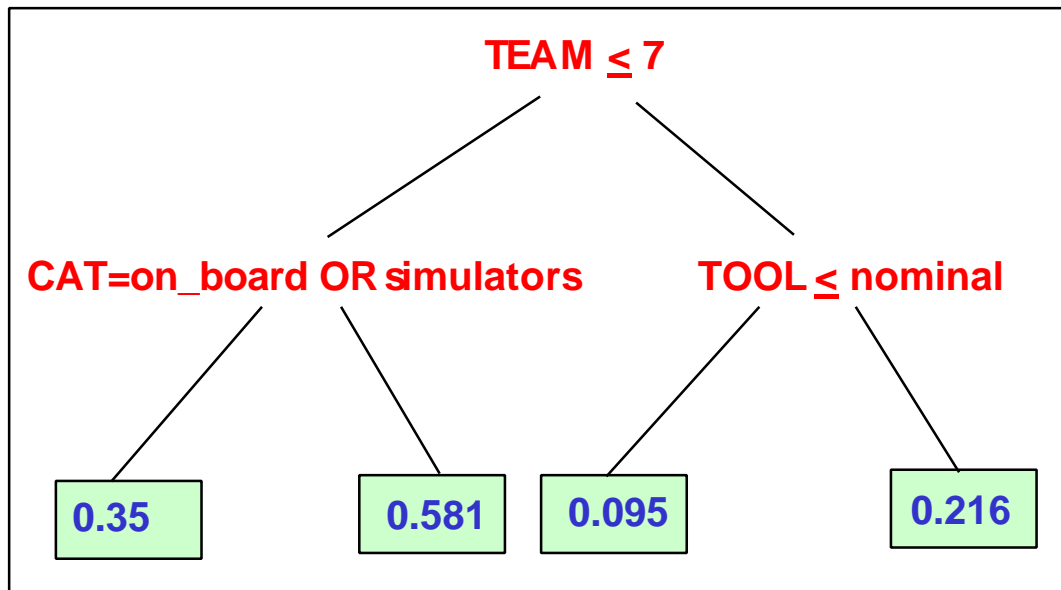 TEAM ≤ 7
CAT=on_board OR simulators
TOOL ≤ nominal
0.35
0.581
0.095
0.216